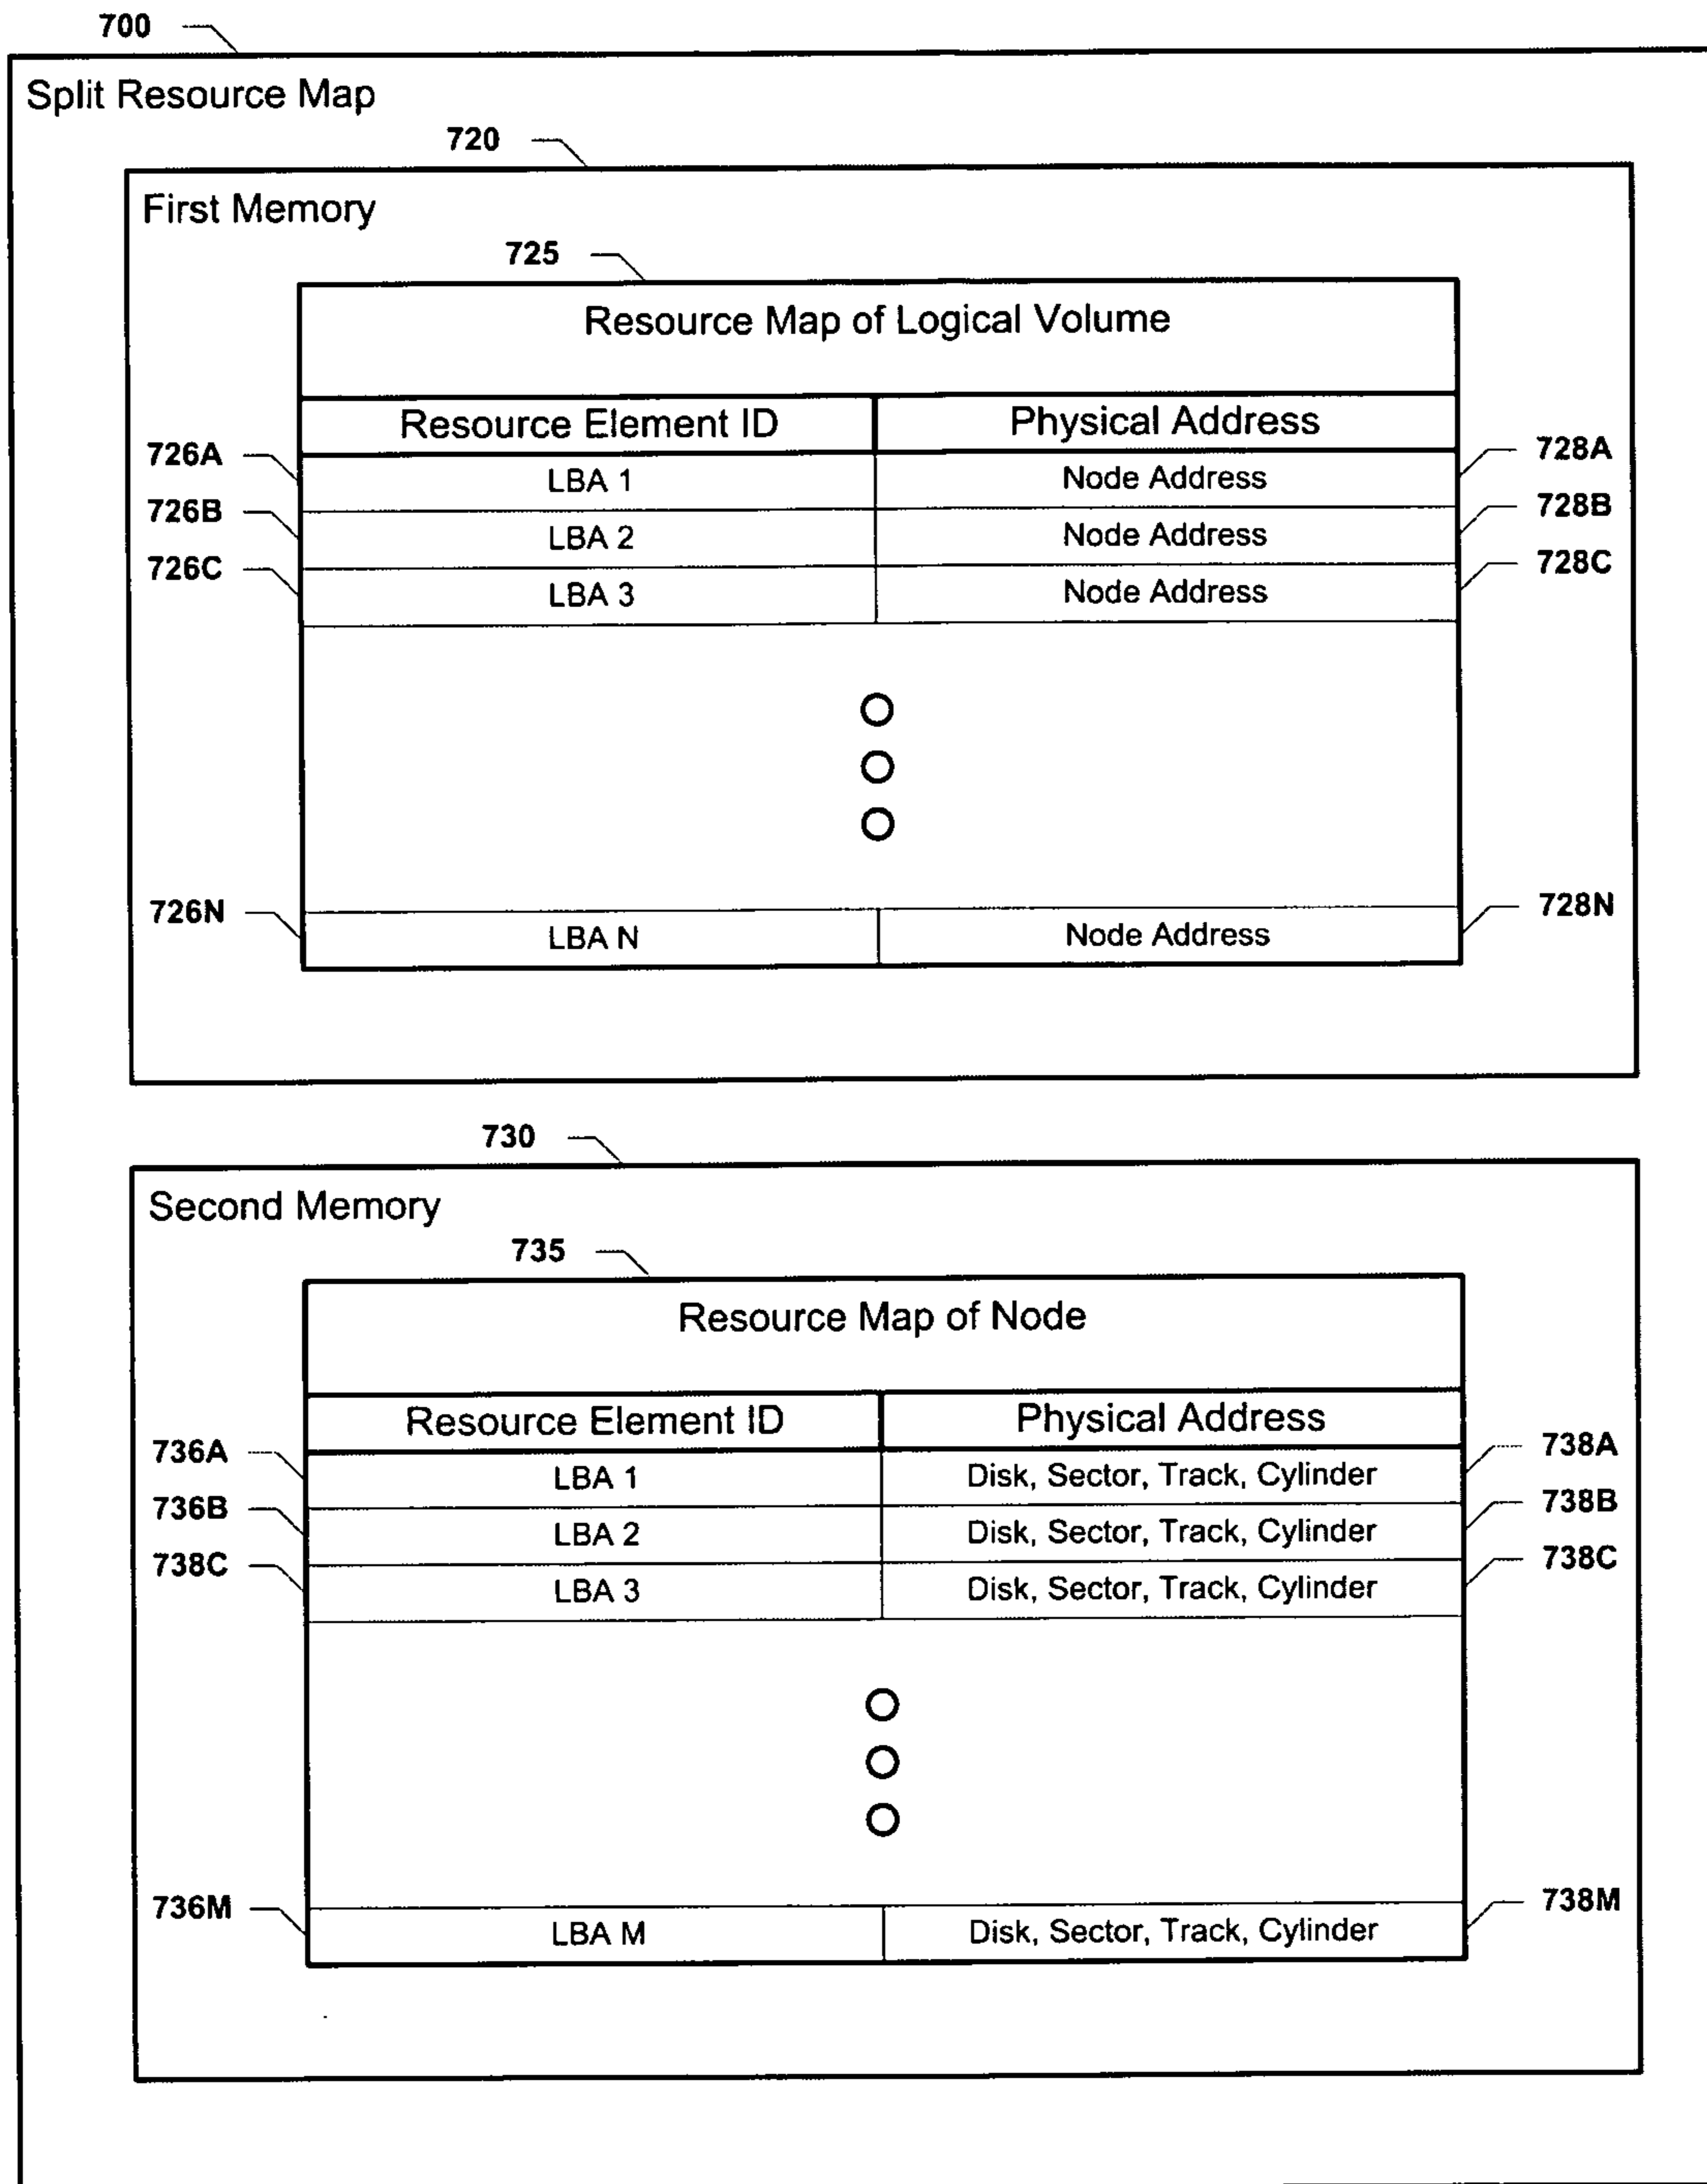 700
Split Resource Map
720
First Memory
725
Resource Map of Logical Volume
Resource Element ID Physical Address
726A LBA 1 Node Address 728A
726B LBA 2 Node Address 728B
726C LBA 3 Node Address 728C
726N LBA N Node Address 728N
730
Second Memory
735
Resource Map of Node
Resource Element ID Physical Address
736A LBA 1 Disk, Sector, Track, Cylinder 738A
736B LBA 2 Disk, Sector, Track, Cylinder 738B
738C LBA 3 Disk, Sector, Track, Cylinder 738C
736M LBA M Disk, Sector, Track, Cylinder 738M